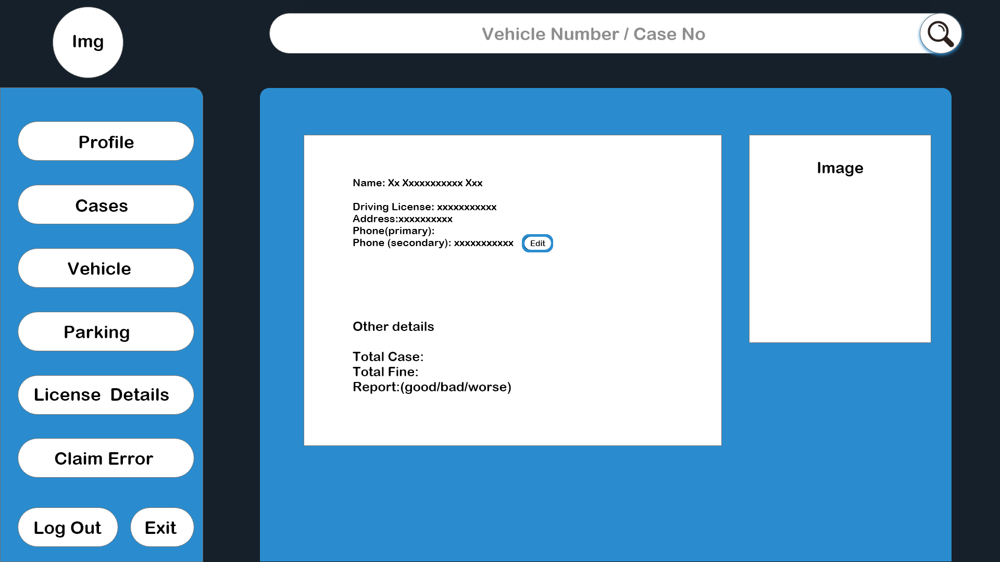 Img
Vehicle Number / Case No
Profile
Cases
Vehicle
Parking
License  Details
Claim Error
Log Out
Exit
Name: Xx Xxxxxxxxxxx Xxx
Driving License: xxxxxxxxxxx
Address:xxxxxxxxxx
Phone(primary):
Phone (secondary): xxxxxxxxxxx
Edit
Other details
Total Case:
Total Fine:
Report:(good/bad/worse)
Image